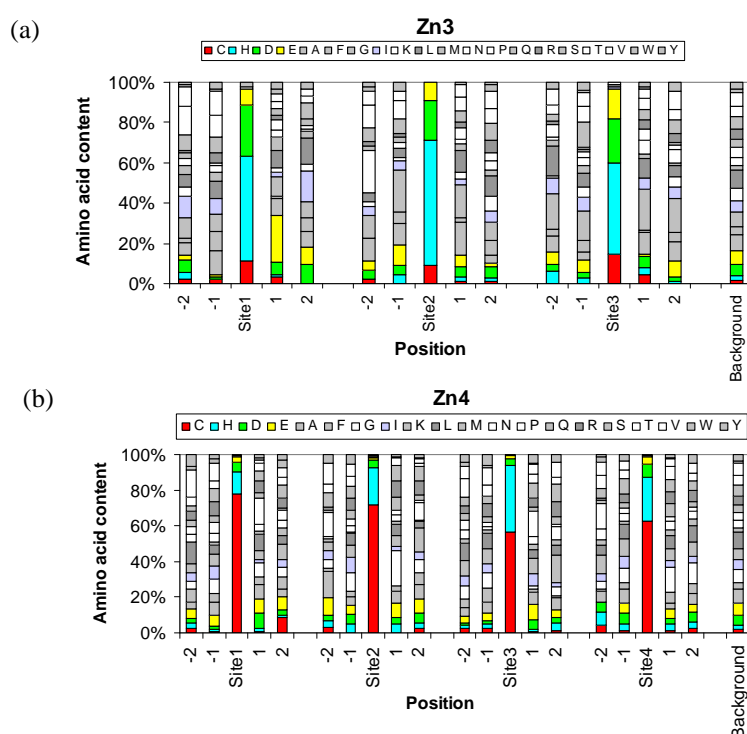 (a)
Zn3
C H D E A F G I K L M N P Q R S T V W Y
100%
80%
60%
40%
20%
0%
Amino acid content
-2 -1 Site1 1 2 -2 -1 Site2 1 2 -2 -1 Site3 1 2 Background
Position
(b)
Zn4
C H D E A F G I K L M N P Q R S T V W Y
100%
80%
60%
40%
20%
0%
Amino acid content
-2 -1 Site1 1 2 -2 -1 Site2 1 2 -2 -1 Site3 1 2 -2 -1 Site4 1 2 Background
Position